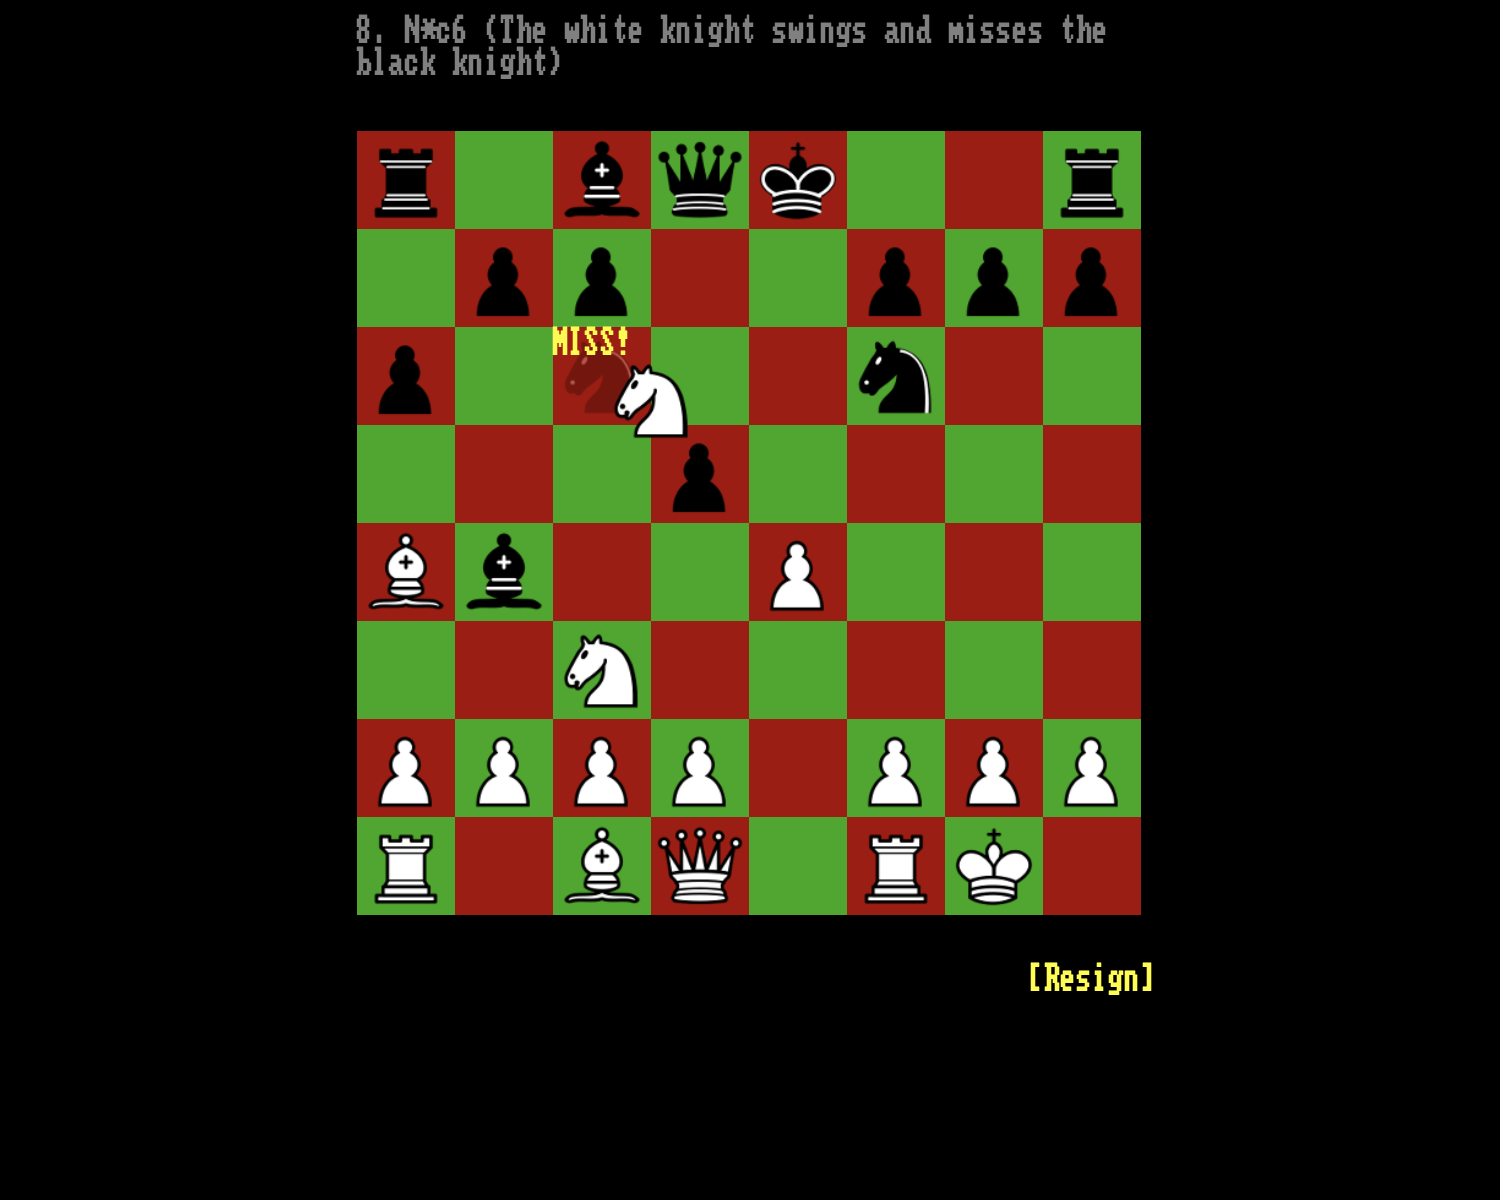 8. N*c6 (The white knight swings and misses the
black knight)
MISS!
[Resign]